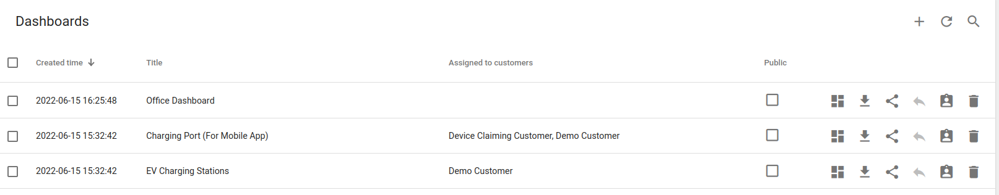 Dashboards
Created time Title Assigned to customers Public
2022-06-15 16:25:48 Office Dashboard
2022-06-15 15:32:42 Charging Port (For Mobile App) Device Claiming Customer, Demo Customer
2022-06-15 15:32:42 EV Charging Stations Demo Customer